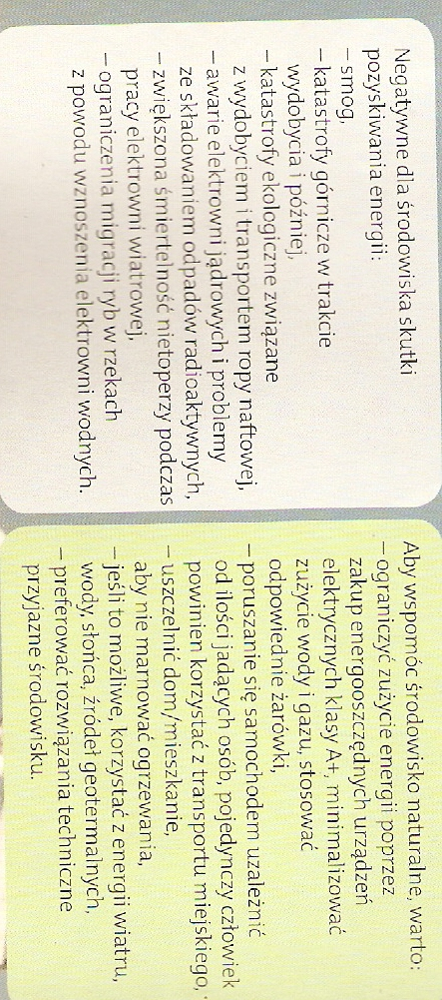 Negatywne dla środowiska skutki
pozyskiwania energii:
– smog,
– katastrofy górnicze w trakcie
wydobycia i później,
– katastrofy ekologiczne związane
z wydobyciem i transportem ropy naftowej,
– awarie elektrowni jądrowych i problemy
ze składowaniem odpadów radioaktywnych,
– zwiększona śmiertelność nietoperzy podczas
pracy elektrowni wiatrowej,
– ograniczenia migracji ryb w rzekach
z powodu wznoszenia elektrowni wodnych.
Aby wspomóc środowisko naturalne, warto:
– ograniczyć zużycie energii poprzez
zakup energooszczędnych urządzeń
elektrycznych klasy A+, minimalizować
zużycie wody i gazu, stosować
odpowiednie żarówki,
– poruszanie się samochodem uzależnić
od ilości jadących osób, pojedynczy człowiek
powinien korzystać z transportu miejskiego,
– uszczelnić dom/mieszkanie,
aby nie marnować ogrzewania,
– jeśli to możliwe, korzystać z energii wiatru,
wody, słońca, źródeł geotermalnych,
– preferować rozwiązania techniczne
przyjazne środowisku.